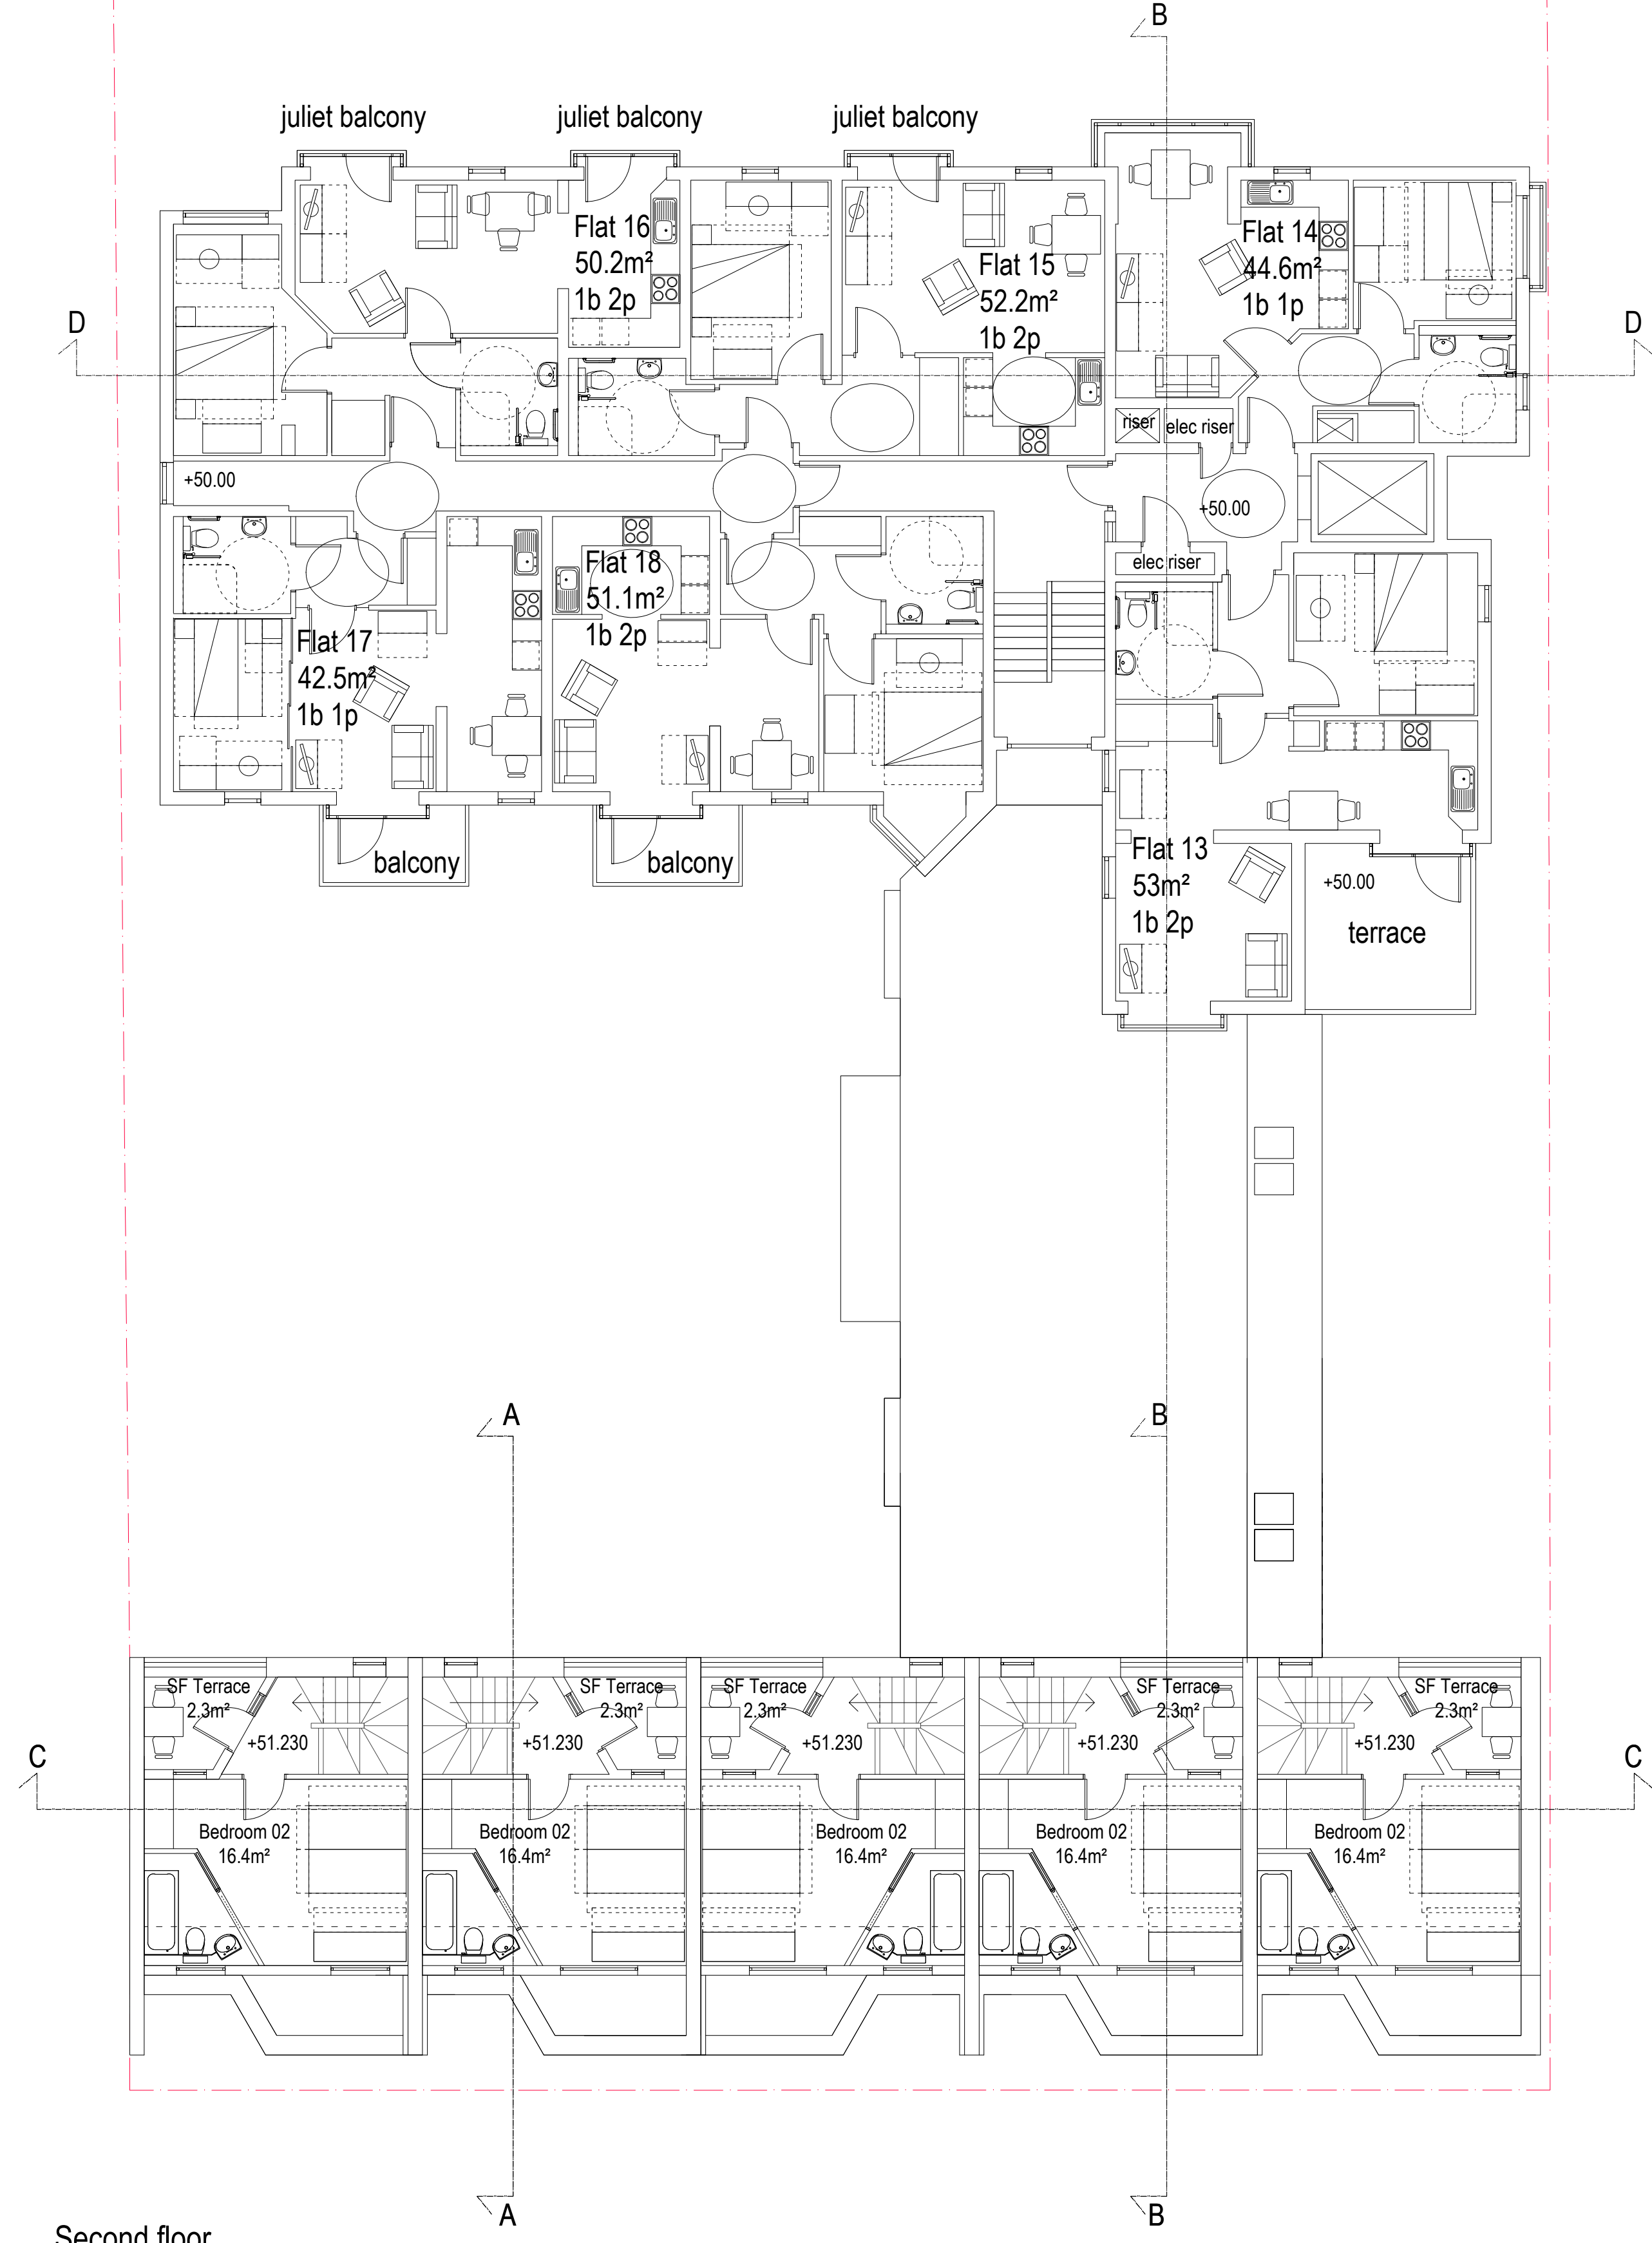 B
juliet balcony
juliet balcony
juliet balcony
Flat 16
50.2m²
1b 2p
Flat 15
52.2m²
1b 2p
Flat 14
44.6m²
1b 1p
D
D
riser
elec riser
+50.00
+50.00
elec riser
Flat 18
51.1m²
1b 2p
Flat 17
42.5m²
1b 1p
balcony
balcony
Flat 13
53m²
1b 2p
+50.00
terrace
A
B
SF Terrace
2.3m²
SF Terrace
2.3m²
SF Terrace
2.3m²
SF Terrace
2.3m²
SF Terrace
2.3m²
+51.230
+51.230
+51.230
+51.230
+51.230
C
C
Bedroom 02
16.4m²
Bedroom 02
16.4m²
Bedroom 02
16.4m²
Bedroom 02
16.4m²
Bedroom 02
16.4m²
A
B
Second floor